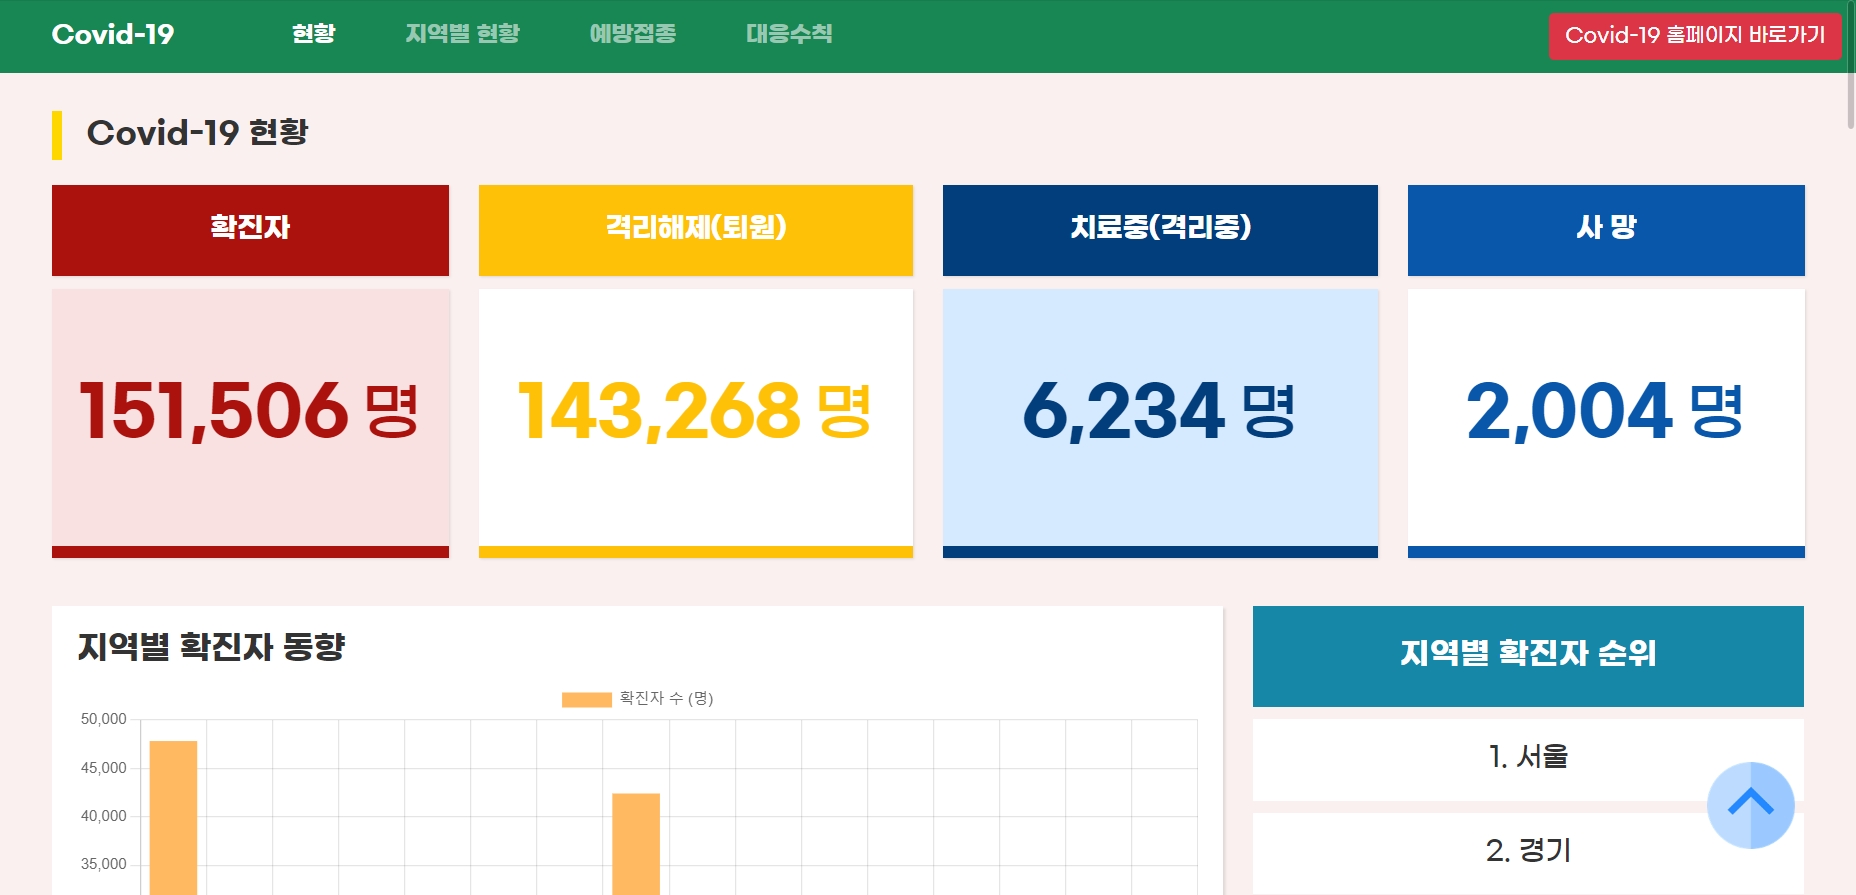 Covid-19 현황 지역별 현황 예방접종 대응수칙 Covid-19 홈페이지 바로가기
Covid-19 현황
확진자
151,506 명
격리해제(퇴원)
143,268 명
치료중(격리중)
6,234 명
사 망
2,004 명
지역별 확진자 동향
확진자 수 (명)
50,000
45,000
40,000
35,000
지역별 확진자 순위
1. 서울
2. 경기